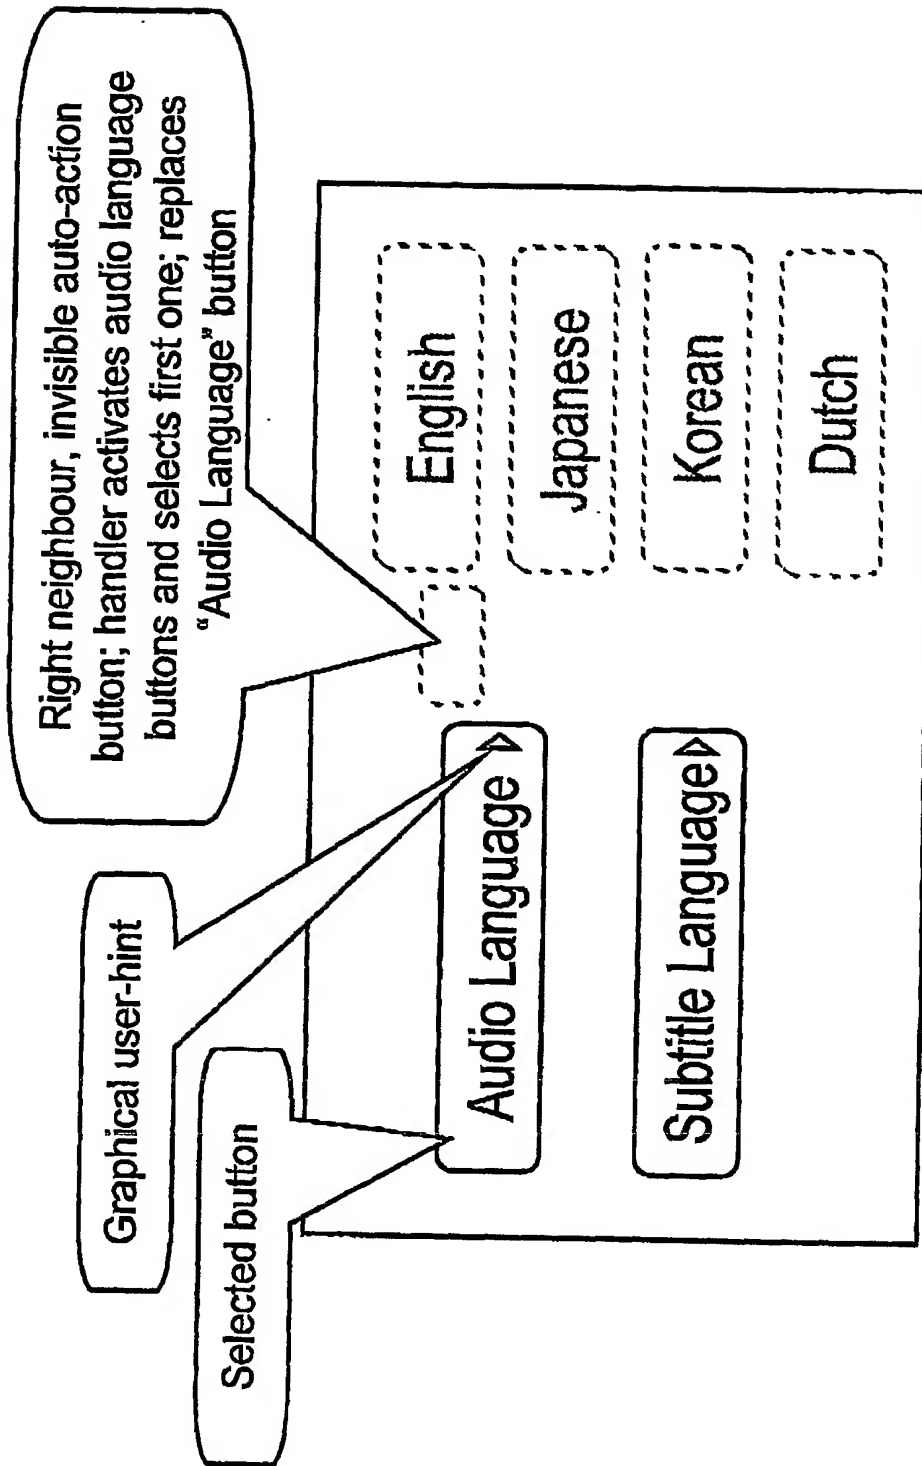 Right neighbour, invisible auto-action
button; handler activates audio language
buttons and selects first one; replaces
“Audio Language” button
Graphical user-hint
Selected button
Audio Language
Subtitle Language
English
Japanese
Korean
Dutch